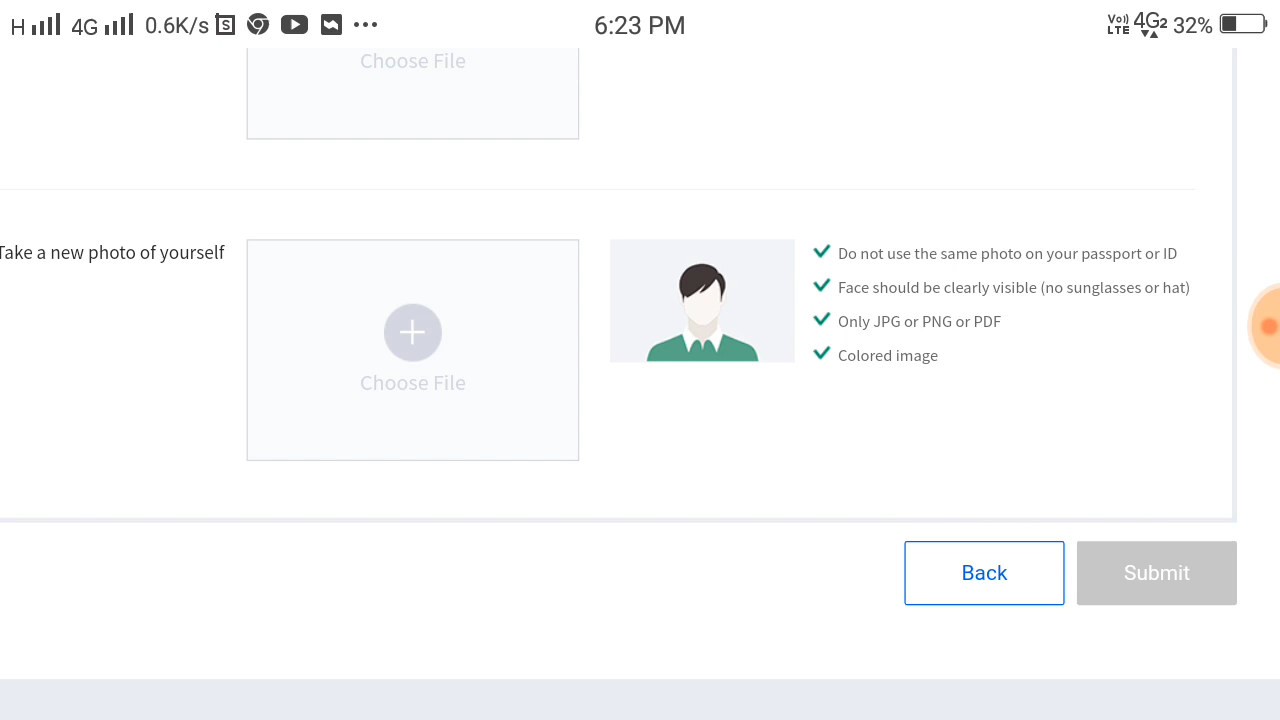 H 4G 0.6K/s S 6:23 PM Vo)) LTE 4G2 32%
Choose File
Take a new photo of yourself
Choose File
Do not use the same photo on your passport or ID
Face should be clearly visible (no sunglasses or hat)
Only JPG or PNG or PDF
Colored image
Back Submit